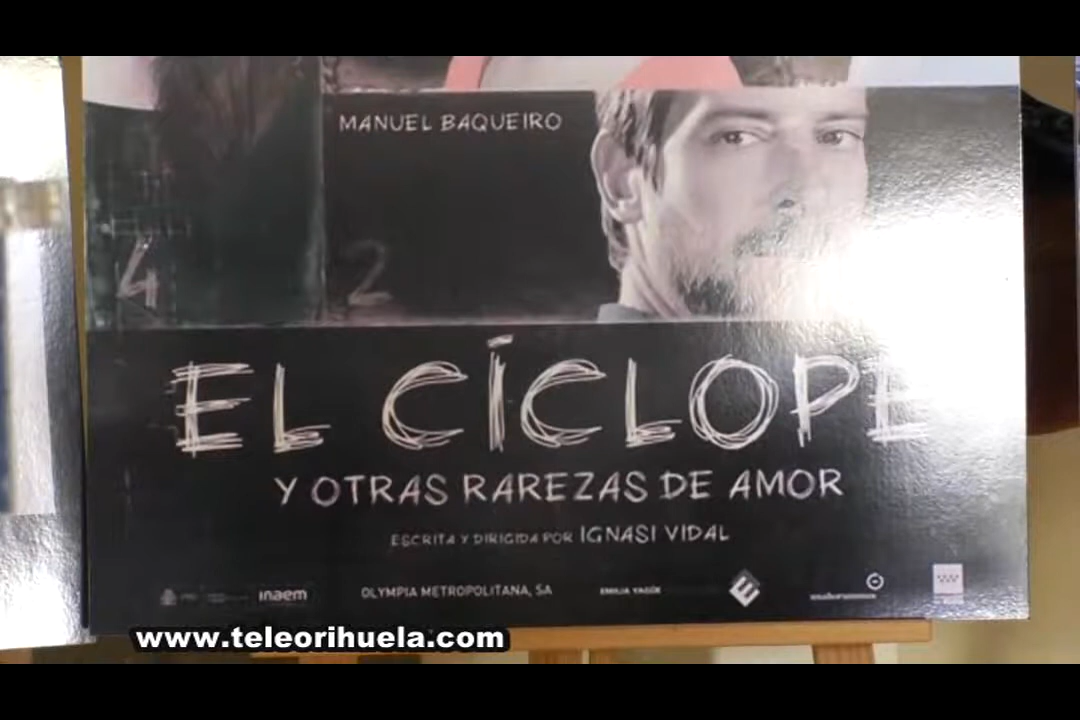 MANUEL BAQUEIRO
4 2
EL CÍCLOPE
Y OTRAS RAREZAS DE AMOR
ESCRITA Y DIRIGIDA POR IGNASI VIDAL
inaem OLYMPIA METROPOLITANA, SA EMILIA YAGÜE
www.teleorihuela.com